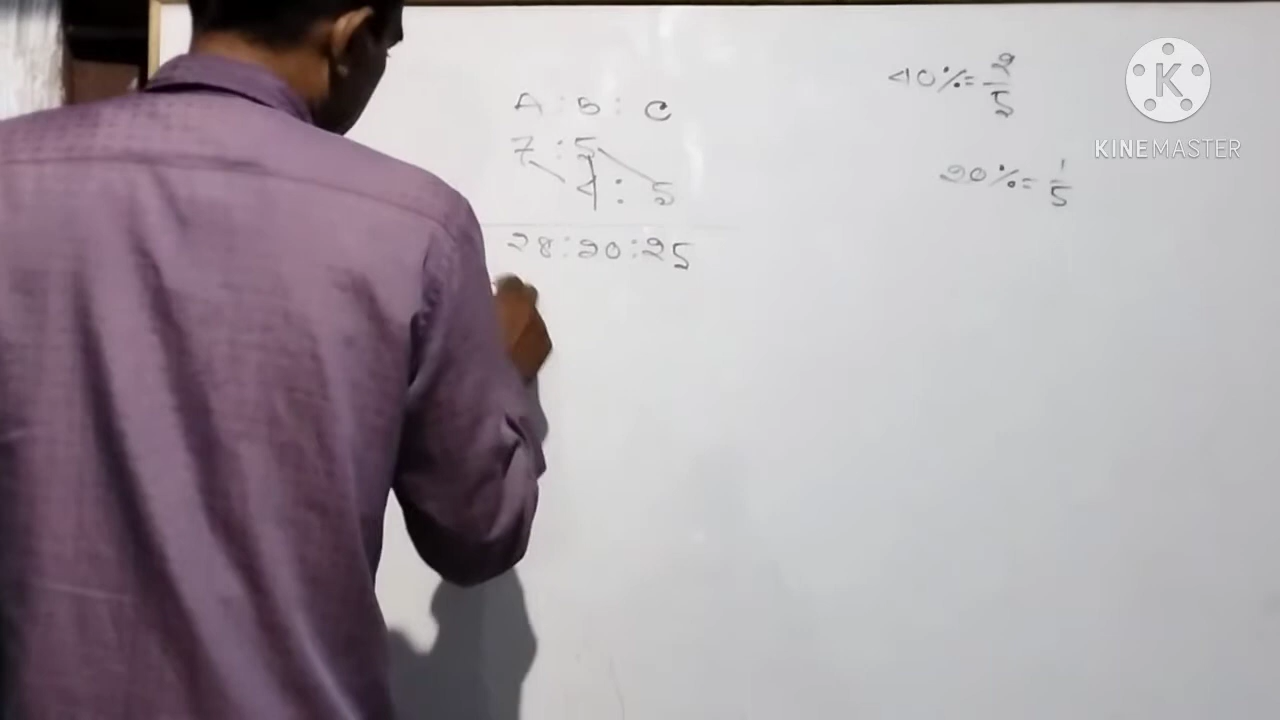 A : B : C
7 : 5
4 : 5
28 : 20 : 25
40% = 2/5
20% = 1/5
K
KINEMASTER